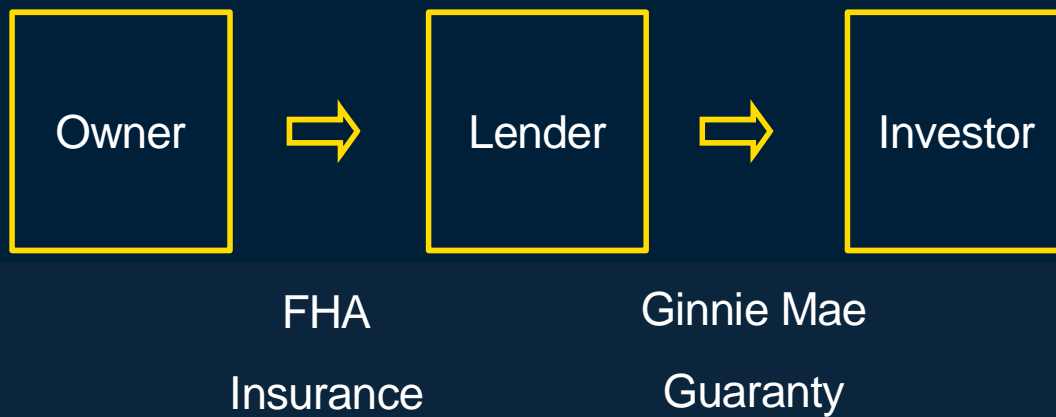 Owner
Lender
Investor
FHA
Insurance
Ginnie Mae
Guaranty